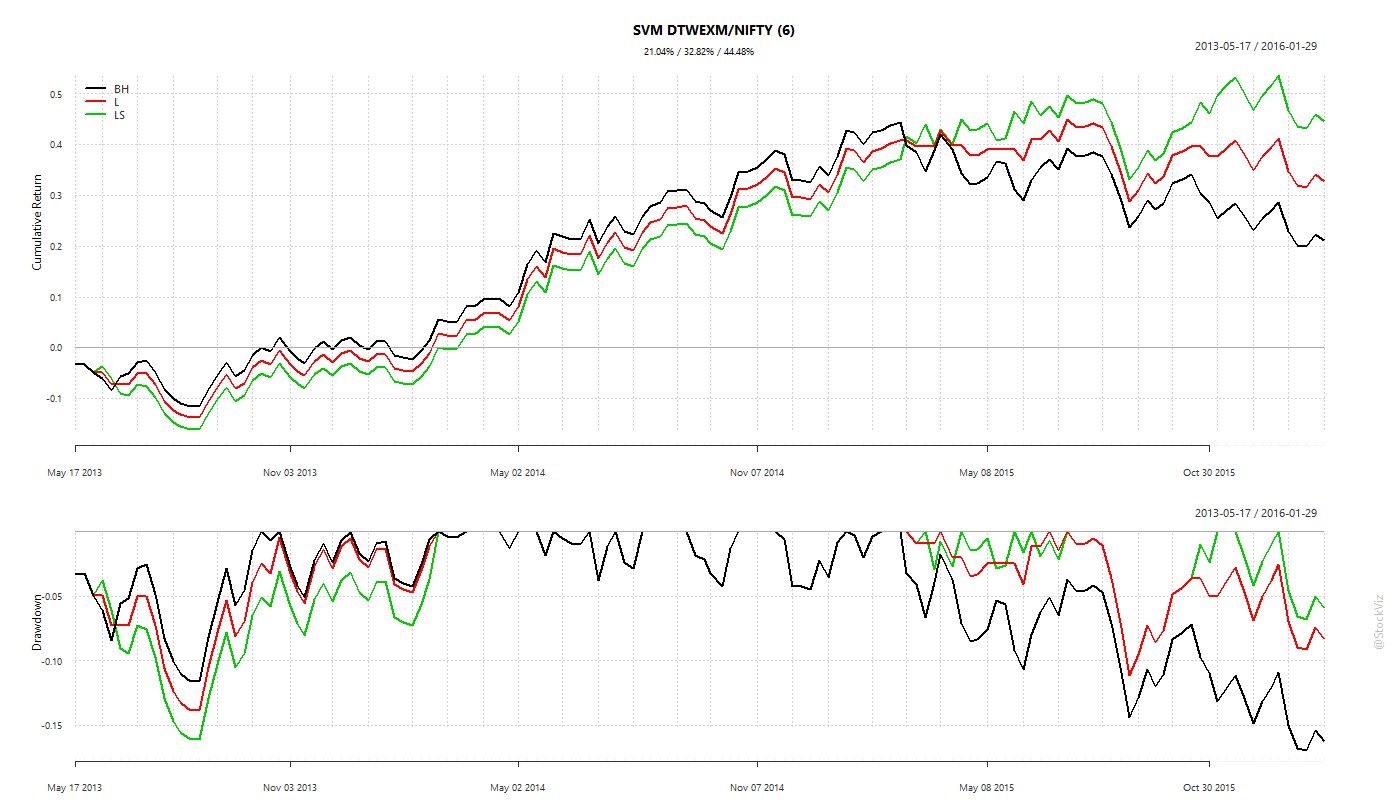 SVM DTWEXM/NIFTY (6)
21.04% / 32.82% / 44.48%
2013-05-17 / 2016-01-29
BH
L
LS
Cumulative Return
0.5
0.4
0.3
0.2
0.1
0.0
-0.1
May 17 2013
Nov 03 2013
May 02 2014
Nov 07 2014
May 08 2015
Oct 30 2015
2013-05-17 / 2016-01-29
Drawdown
-0.05
-0.10
-0.15
May 17 2013
Nov 03 2013
May 02 2014
Nov 07 2014
May 08 2015
Oct 30 2015
@StockViz